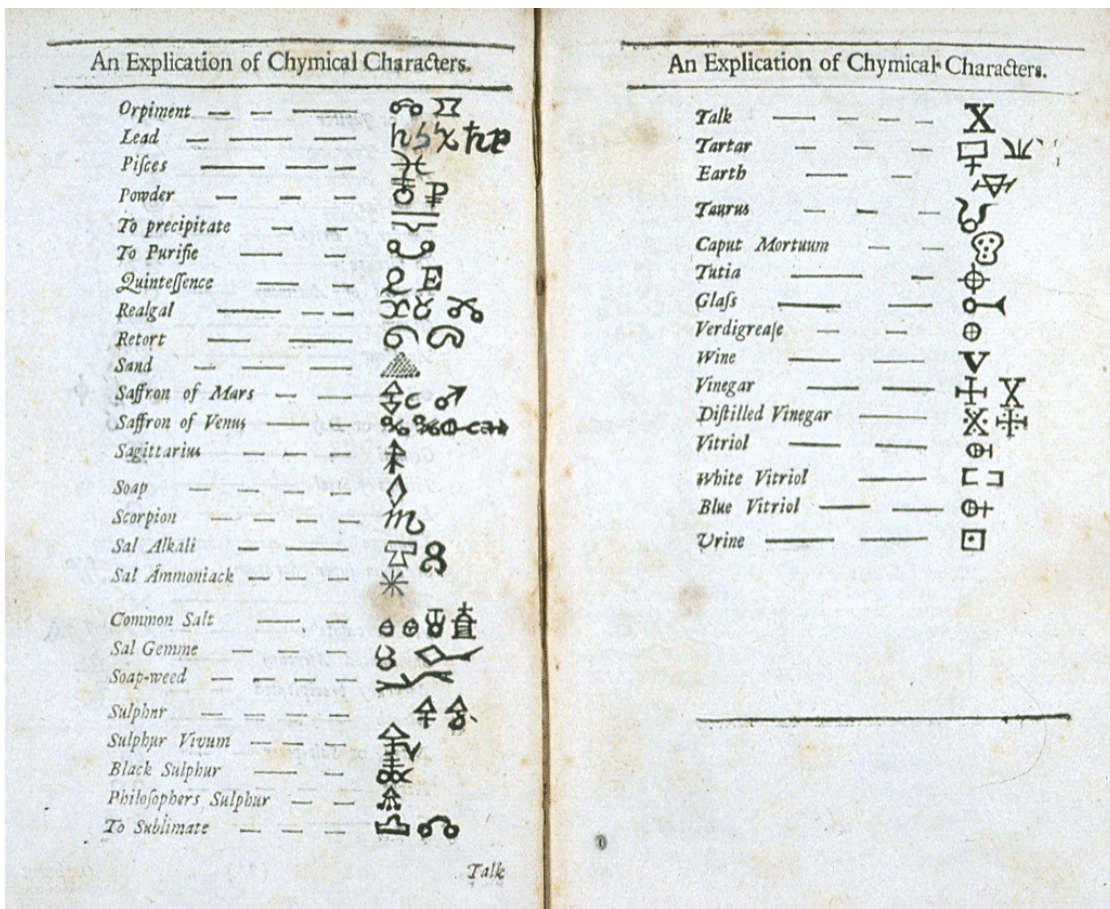 An Explication of Chymical Characters.
Orpiment
Lead
Piſces
Powder
To precipitate
To Purifie
Quinteſſence
Realgal
Retort
Sand
Saffron of Mars
Saffron of Venus
Sagittarius
Soap
Scorpion
Sal Alkali
Sal Ammoniack
Common Salt
Sal Gemme
Soap-weed
Sulphur
Sulphur Vivum
Black Sulphur
Philoſophers Sulphur
To Sublimate
Talk
An Explication of Chymical Characters.
Talk
Tartar
Earth
Taurus
Caput Mortuum
Tutia
Glaſs
Verdigreaſe
Wine
Vinegar
Diſtilled Vinegar
Vitriol
White Vitriol
Blue Vitriol
Urine